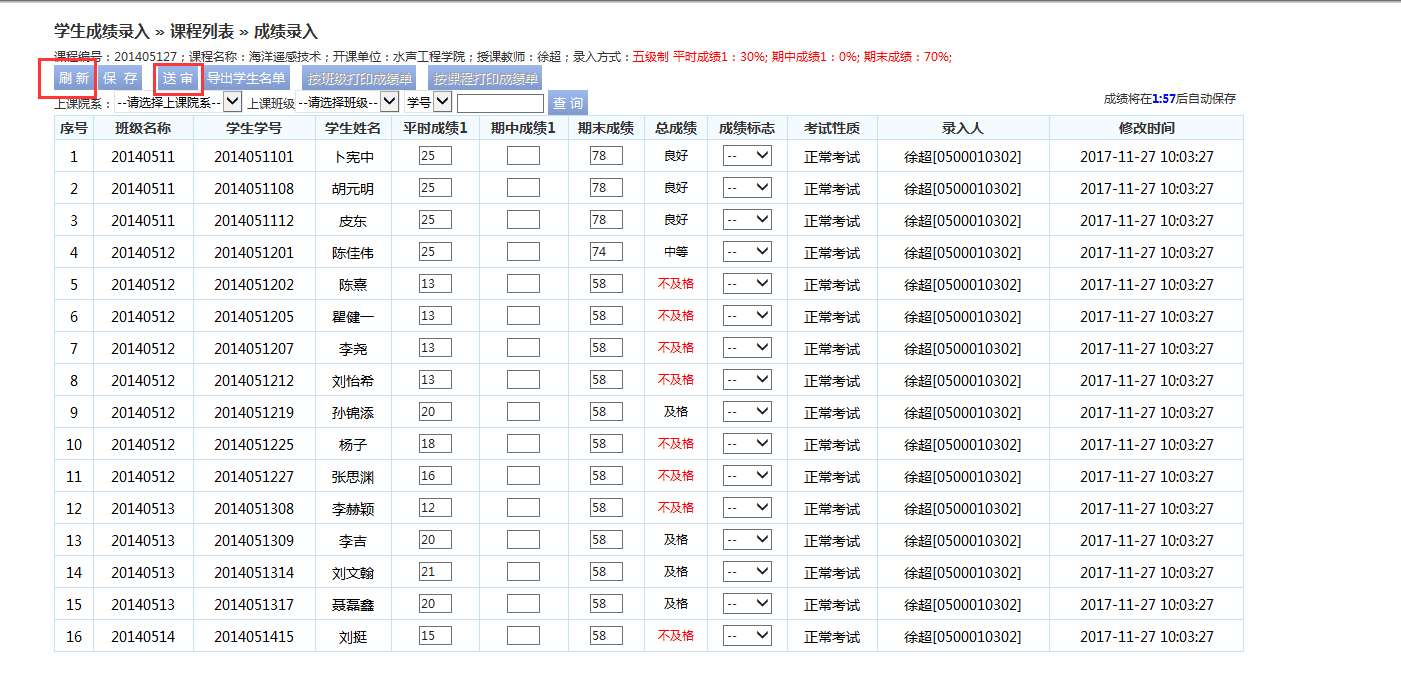 学生成绩录入 » 课程列表 » 成绩录入
课程编号：201405127；课程名称：海洋遥感技术；开课单位：水声工程学院；授课教师：徐超；录入方式：五级制 平时成绩1：30%; 期中成绩1：0%; 期末成绩：70%;
刷 新 保 存 送 审 导出学生名单 按班级打印成绩单 按课程打印成绩单
上课院系： --请选择上课院系-- 上课班级 --请选择班级-- 学号 查 询 成绩将在1:57后自动保存
序号 班级名称 学生学号 学生姓名 平时成绩1 期中成绩1 期末成绩 总成绩 成绩标志 考试性质 录入人 修改时间
1 20140511 2014051101 卜宪中 25 78 良好 -- 正常考试 徐超[0500010302] 2017-11-27 10:03:27
2 20140511 2014051108 胡元明 25 78 良好 -- 正常考试 徐超[0500010302] 2017-11-27 10:03:27
3 20140511 2014051112 皮东 25 78 良好 -- 正常考试 徐超[0500010302] 2017-11-27 10:03:27
4 20140512 2014051201 陈佳伟 25 74 中等 -- 正常考试 徐超[0500010302] 2017-11-27 10:03:27
5 20140512 2014051202 陈熹 13 58 不及格 -- 正常考试 徐超[0500010302] 2017-11-27 10:03:27
6 20140512 2014051205 瞿健一 13 58 不及格 -- 正常考试 徐超[0500010302] 2017-11-27 10:03:27
7 20140512 2014051207 李尧 13 58 不及格 -- 正常考试 徐超[0500010302] 2017-11-27 10:03:27
8 20140512 2014051212 刘怡希 13 58 不及格 -- 正常考试 徐超[0500010302] 2017-11-27 10:03:27
9 20140512 2014051219 孙锦添 20 58 及格 -- 正常考试 徐超[0500010302] 2017-11-27 10:03:27
10 20140512 2014051225 杨子 18 58 不及格 -- 正常考试 徐超[0500010302] 2017-11-27 10:03:27
11 20140512 2014051227 张思渊 16 58 不及格 -- 正常考试 徐超[0500010302] 2017-11-27 10:03:27
12 20140513 2014051308 李赫颖 12 58 不及格 -- 正常考试 徐超[0500010302] 2017-11-27 10:03:27
13 20140513 2014051309 李吉 20 58 及格 -- 正常考试 徐超[0500010302] 2017-11-27 10:03:27
14 20140513 2014051314 刘文翰 21 58 及格 -- 正常考试 徐超[0500010302] 2017-11-27 10:03:27
15 20140513 2014051317 聂磊鑫 20 58 及格 -- 正常考试 徐超[0500010302] 2017-11-27 10:03:27
16 20140514 2014051415 刘挺 15 58 不及格 -- 正常考试 徐超[0500010302] 2017-11-27 10:03:27